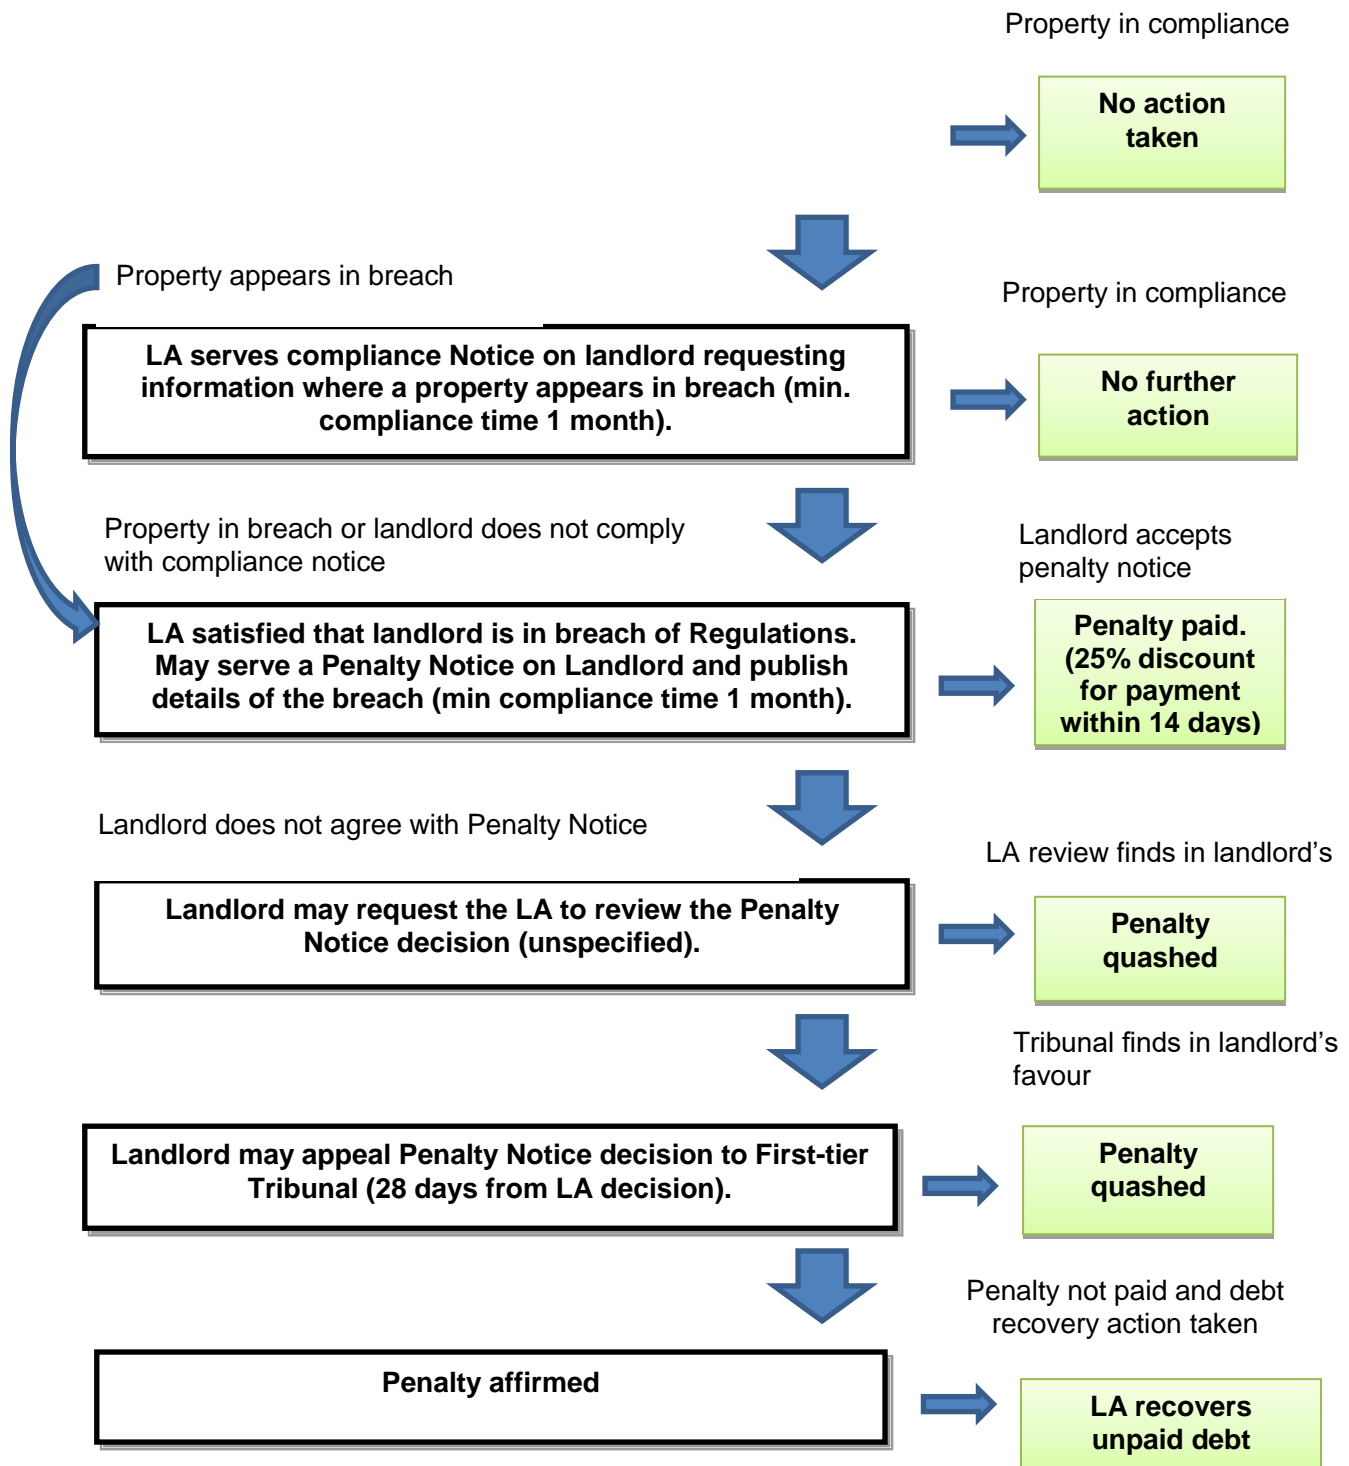 Property in compliance
No action
taken
Property appears in breach
Property in compliance
LA serves compliance Notice on landlord requesting
information where a property appears in breach (min.
compliance time 1 month).
No further
action
Property in breach or landlord does not comply
with compliance notice
Landlord accepts
penalty notice
LA satisfied that landlord is in breach of Regulations.
May serve a Penalty Notice on Landlord and publish
details of the breach (min compliance time 1 month).
Penalty paid.
(25% discount
for payment
within 14 days)
Landlord does not agree with Penalty Notice
LA review finds in landlord’s
Landlord may request the LA to review the Penalty
Notice decision (unspecified).
Penalty
quashed
Tribunal finds in landlord’s
favour
Landlord may appeal Penalty Notice decision to First-tier
Tribunal (28 days from LA decision).
Penalty
quashed
Penalty not paid and debt
recovery action taken
Penalty affirmed
LA recovers
unpaid debt